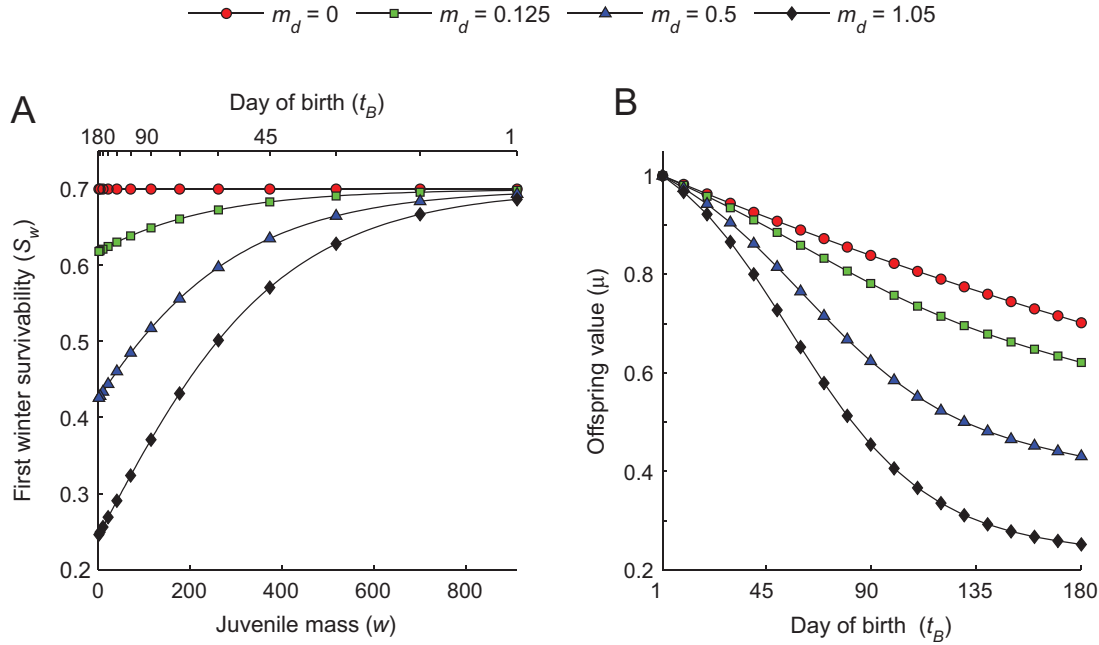 m_d = 0 m_d = 0.125 m_d = 0.5 m_d = 1.05
A
Day of birth (t_B)
180 90 45 1
0.7
0.6
0.5
0.4
0.3
0.2
First winter survivability (S_w)
0 200 400 600 800
Juvenile mass (w)
B
1
0.8
0.6
0.4
0.2
Offspring value (μ)
1 45 90 135 180
Day of birth (t_B)